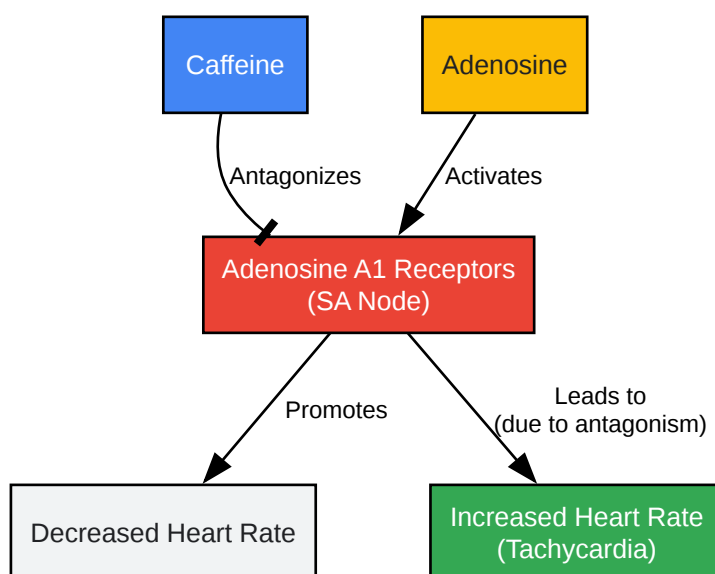 Caffeine
Adenosine
Antagonizes
Activates
Adenosine A1 Receptors
(SA Node)
Promotes
Leads to
(due to antagonism)
Decreased Heart Rate
Increased Heart Rate
(Tachycardia)